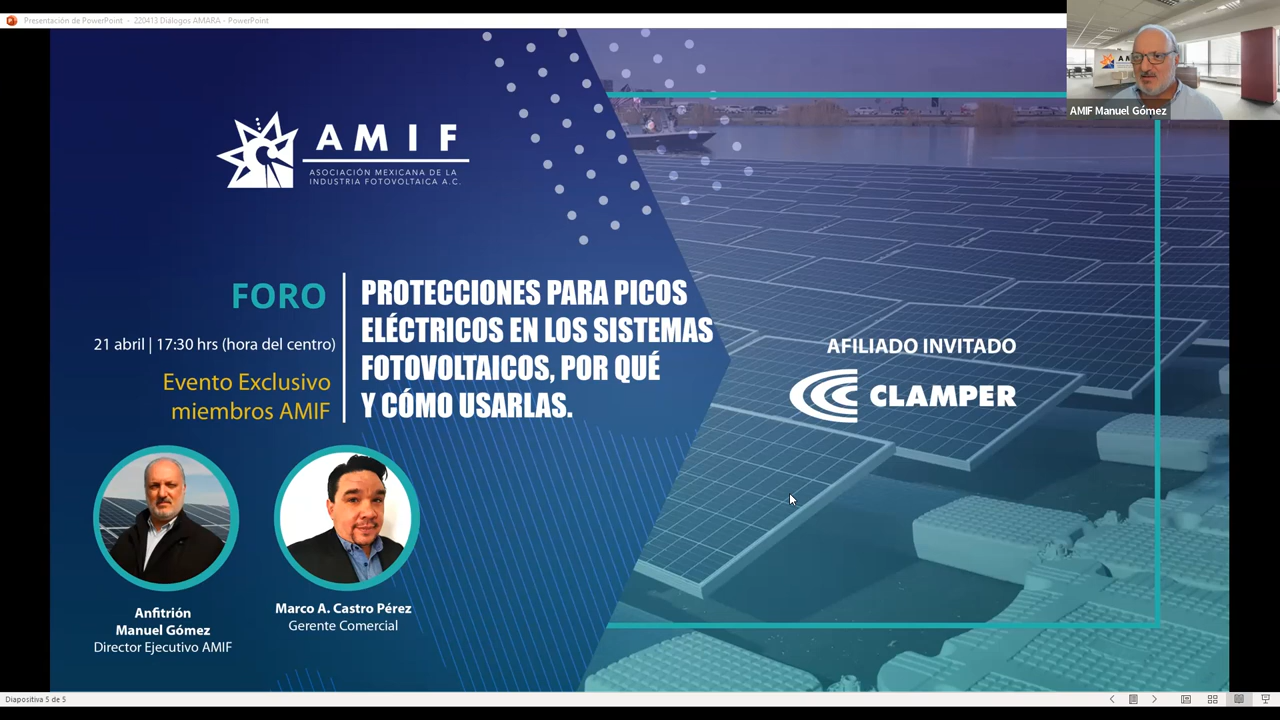 Presentación de PowerPoint - 220413 Dialogos AMARA - PowerPoint
AMIF Manuel Gómez
AMIF
ASOCIACIÓN MEXICANA DE LA
INDUSTRIA FOTOVOLTAICA A.C.
FORO
21 abril | 17:30 hrs (hora del centro)
Evento Exclusivo
miembros AMIF
PROTECCIONES PARA PICOS
ELÉCTRICOS EN LOS SISTEMAS
FOTOVOLTAICOS, POR QUÉ
Y CÓMO USARLAS.
AFILIADO INVITADO
CLAMPER
Anfitrión
Manuel Gómez
Director Ejecutivo AMIF
Marco A. Castro Pérez
Gerente Comercial
Diapositiva 5 de 5